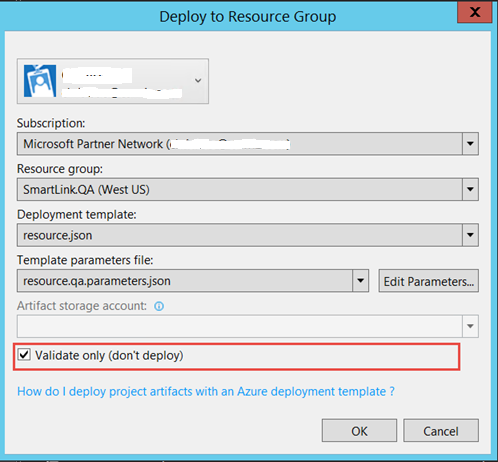 Deploy to Resource Group
X
Subscription:
Microsoft Partner Network (
Resource group:
SmartLink.QA (West US)
Deployment template:
resource.json
Template parameters file:
resource.qa.parameters.json
Edit Parameters...
Artifact storage account:
Validate only (don't deploy)
How do I deploy project artifacts with an Azure deployment template ?
OK
Cancel